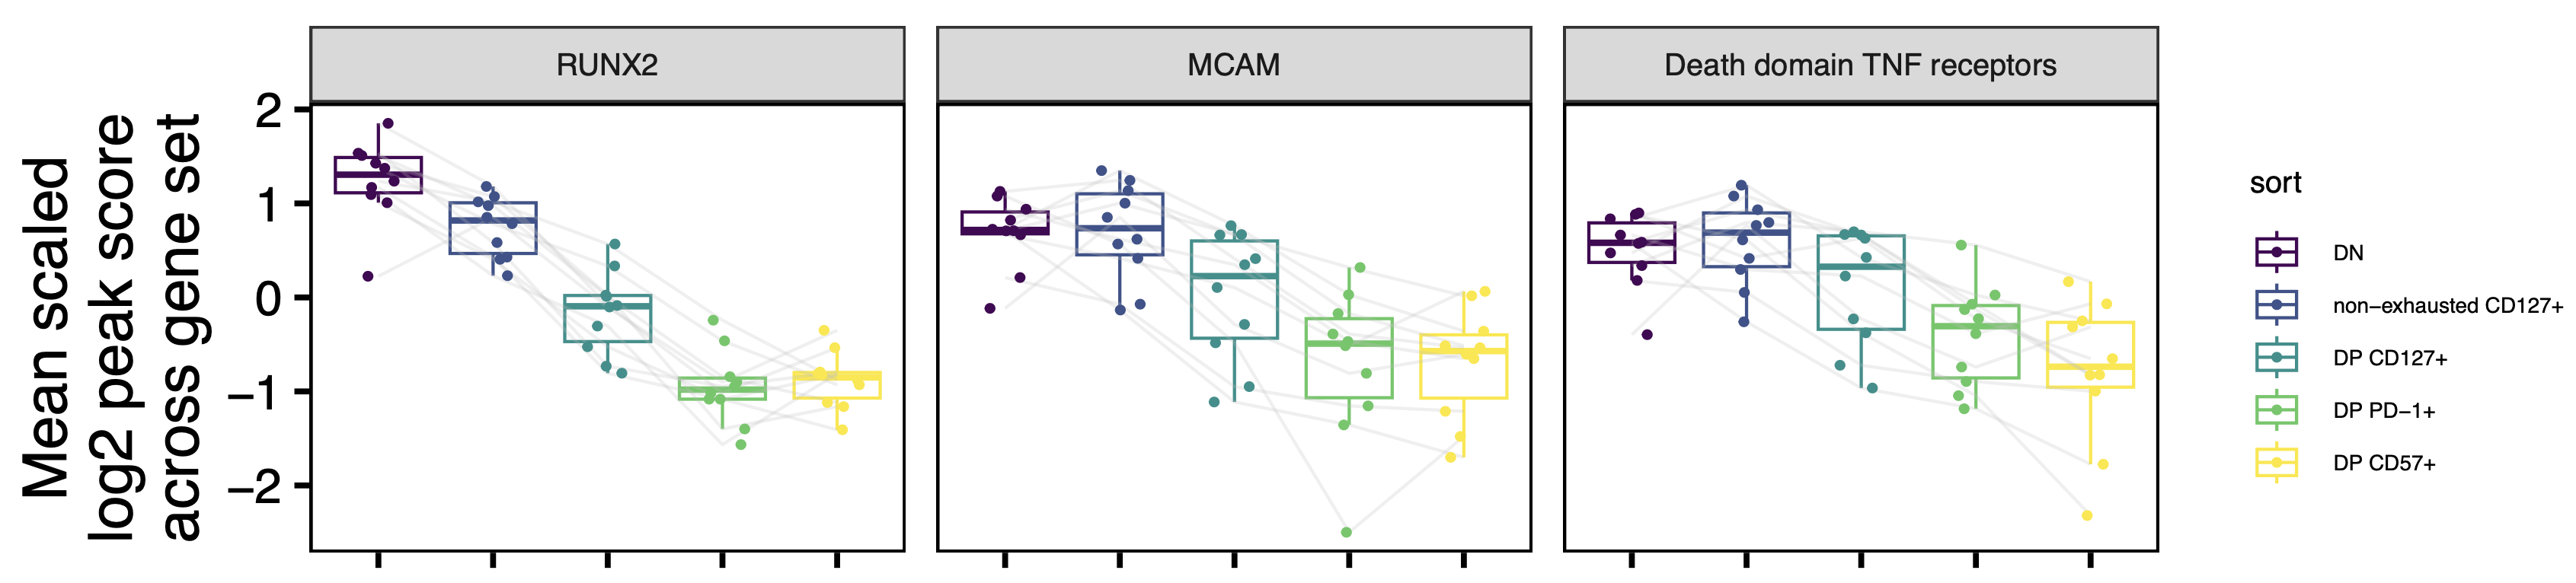 RUNX2
MCAM
Death domain TNF receptors
Mean scaled
log2 peak score
across gene set
2
1
0
−1
−2
sort
DN
non-exhausted CD127+
DP CD127+
DP PD−1+
DP CD57+